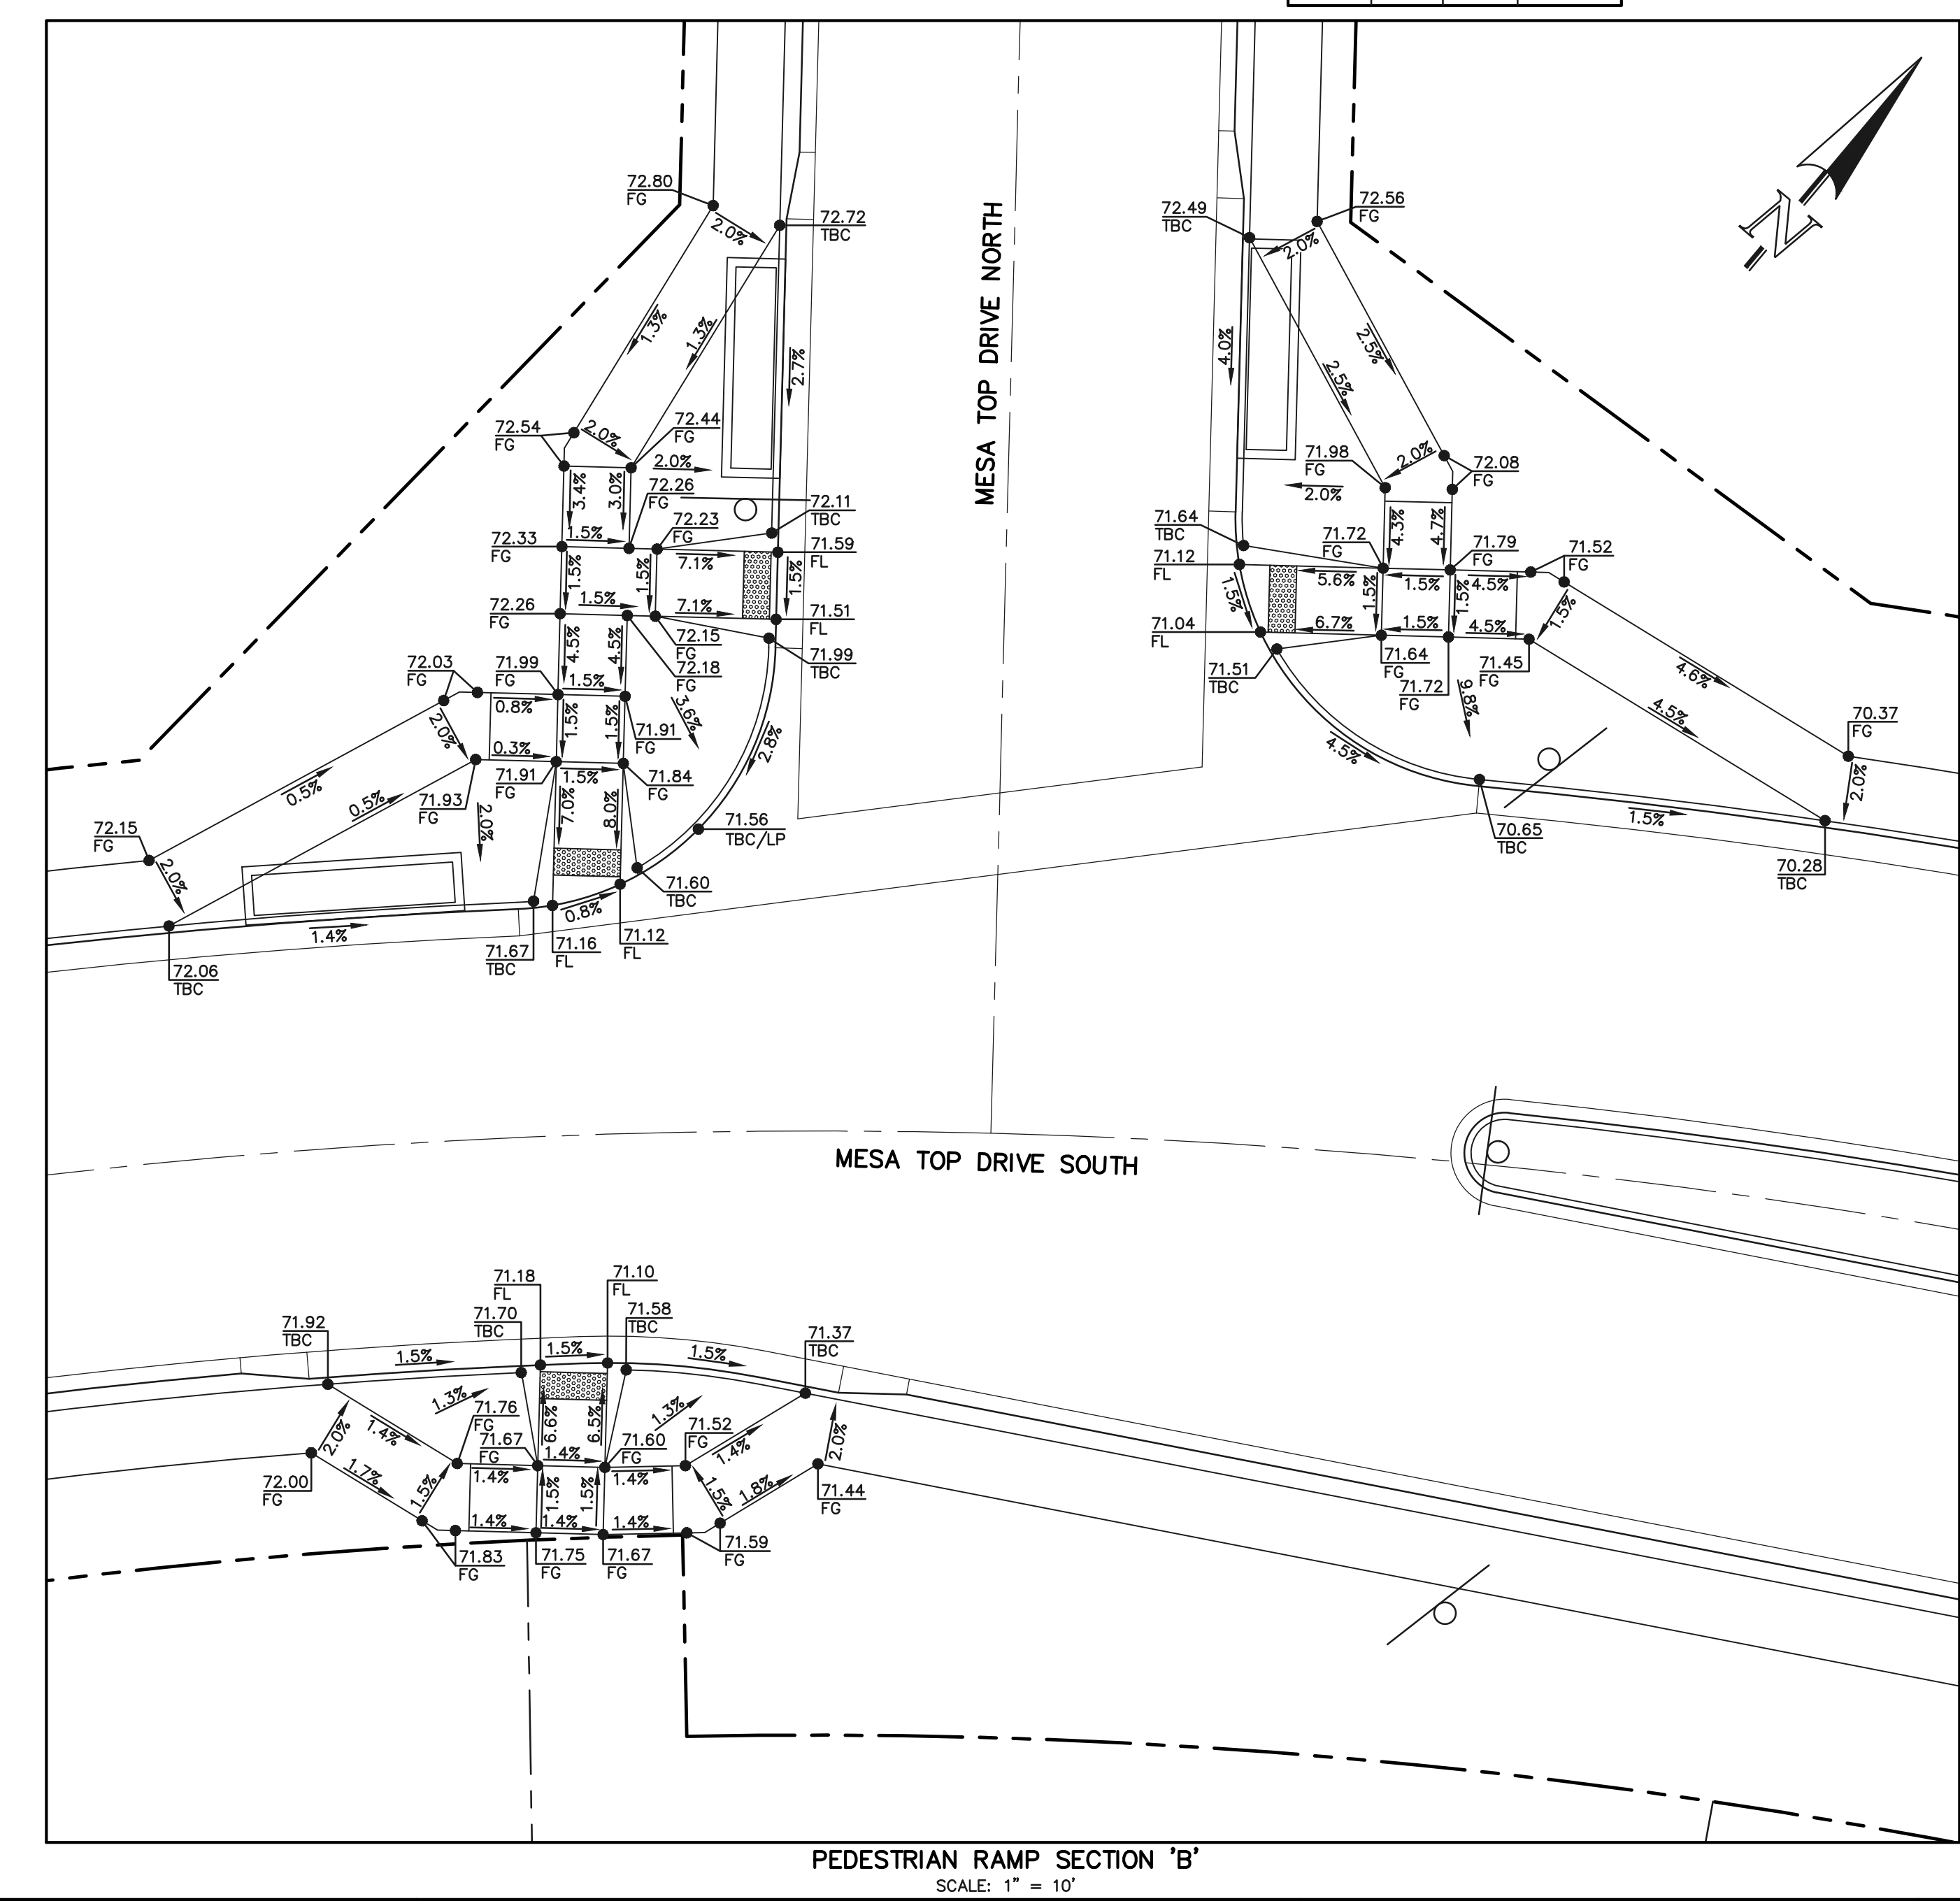 72.80
FG
2.0%
72.72
TBC
1.3%
1.3%
2.7%
72.54
FG
2.0%
72.44
FG
2.0%
3.4%
3.0%
72.26
FG
72.11
TBC
72.33
FG
1.5%
72.23
FG
7.1%
71.59
FL
1.5%
1.5%
1.5%
72.26
FG
1.5%
7.1%
71.51
FL
72.15
FG
71.99
TBC
72.18
FG
4.5%
4.5%
72.03
FG
71.99
FG
1.5%
0.8%
3.6%
2.0%
1.5%
1.5%
71.91
FG
2.8%
0.3%
71.91
FG
1.5%
71.84
FG
71.93
FG
0.5%
0.5%
2.0%
7.0%
8.0%
71.56
TBC/LP
72.15
FG
2.0%
71.60
TBC
0.8%
1.4%
71.67
TBC
71.16
FL
71.12
FL
72.06
TBC
MESA TOP DRIVE NORTH
N
72.49
TBC
72.56
FG
2.0%
4.0%
2.5%
2.5%
71.98
FG
2.0%
72.08
FG
2.0%
71.64
TBC
4.3%
4.7%
71.72
FG
71.79
FG
71.52
FG
71.12
FL
5.6%
1.5%
4.5%
1.5%
1.5%
1.5%
1.5%
71.04
FL
6.7%
1.5%
4.5%
71.51
TBC
71.64
FG
71.45
FG
71.72
FG
9.8%
4.6%
4.5%
4.5%
70.37
FG
2.0%
1.5%
70.65
TBC
70.28
TBC
MESA TOP DRIVE SOUTH
71.18
FL
71.10
FL
71.92
TBC
71.70
TBC
71.58
TBC
71.37
TBC
1.5%
1.5%
1.5%
1.3%
1.3%
71.76
FG
6.6%
6.5%
71.52
FG
2.0%
1.4%
71.67
FG
1.4%
71.60
FG
1.4%
2.0%
1.7%
1.4%
1.4%
72.00
FG
1.5%
1.5%
1.5%
1.5%
1.8%
71.44
FG
1.4%
1.4%
1.4%
71.83
FG
71.75
FG
71.67
FG
71.59
FG
PEDESTRIAN RAMP SECTION 'B'
SCALE: 1" = 10'